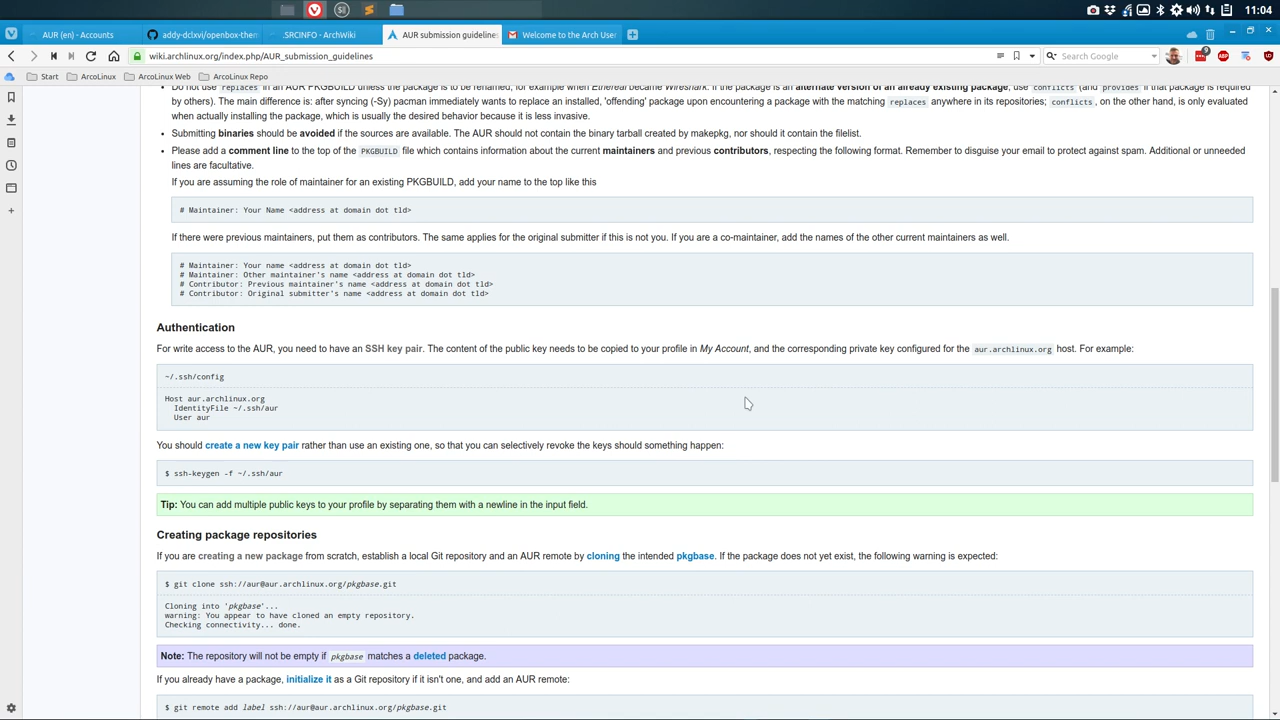 11:04
AUR (en) - Accounts
addy-dclxvi/openbox-then
.SRCINFO - ArchWiki
AUR submission guidelines
Welcome to the Arch User
wiki.archlinux.org/index.php/AUR_submission_guidelines
Search Google
9
ABP
Start
ArcoLinux
ArcoLinux Web
ArcoLinux Repo
Do not use replaces in an AUR PKGBUILD unless the package is to be renamed, for example when Ethereal became Wireshark. If the package is an alternate version of an already existing package, use conflicts (and provides if that package is required
by others). The main difference is: after syncing (-Sy) pacman immediately wants to replace an installed, 'offending' package upon encountering a package with the matching replaces anywhere in its repositories; conflicts, on the other hand, is only evaluated
when actually installing the package, which is usually the desired behavior because it is less invasive.
Submitting binaries should be avoided if the sources are available. The AUR should not contain the binary tarball created by makepkg, nor should it contain the filelist.
Please add a comment line to the top of the PKGBUILD file which contains information about the current maintainers and previous contributors, respecting the following format. Remember to disguise your email to protect against spam. Additional or unneeded
lines are facultative.
If you are assuming the role of maintainer for an existing PKGBUILD, add your name to the top like this
# Maintainer: Your Name <address at domain dot tld>
If there were previous maintainers, put them as contributors. The same applies for the original submitter if this is not you. If you are a co-maintainer, add the names of the other current maintainers as well.
# Maintainer: Your name <address at domain dot tld>
# Maintainer: Other maintainer's name <address at domain dot tld>
# Contributor: Previous maintainer's name <address at domain dot tld>
# Contributor: Original submitter's name <address at domain dot tld>
Authentication
For write access to the AUR, you need to have an SSH key pair. The content of the public key needs to be copied to your profile in My Account, and the corresponding private key configured for the aur.archlinux.org host. For example:
~/.ssh/config
Host aur.archlinux.org
IdentityFile ~/.ssh/aur
User aur
You should create a new key pair rather than use an existing one, so that you can selectively revoke the keys should something happen:
$ ssh-keygen -f ~/.ssh/aur
Tip: You can add multiple public keys to your profile by separating them with a newline in the input field.
Creating package repositories
If you are creating a new package from scratch, establish a local Git repository and an AUR remote by cloning the intended pkgbase. If the package does not yet exist, the following warning is expected:
$ git clone ssh://aur@aur.archlinux.org/pkgbase.git
Cloning into 'pkgbase'...
warning: You appear to have cloned an empty repository.
Checking connectivity... done.
Note: The repository will not be empty if pkgbase matches a deleted package.
If you already have a package, initialize it as a Git repository if it isn't one, and add an AUR remote:
$ git remote add label ssh://aur@aur.archlinux.org/pkgbase.git